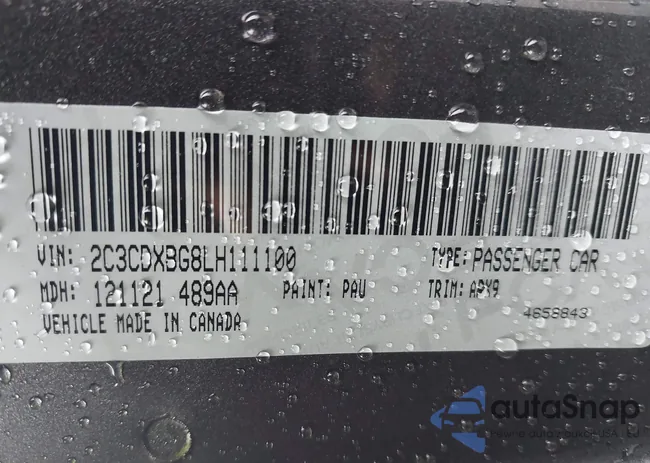 VIN: 2C3CDXBG8LH111100 TYPE: PASSENGER CAR
MDH: 121121 489AA PAINT: PAU TRIM: APX9
VEHICLE MADE IN CANADA 4658843
autoSnap